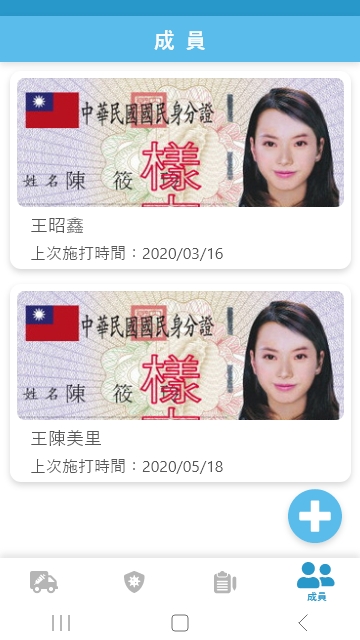 成員
中華民國國民身分證
樣
姓名 陳 筱
王昭鑫
上次施打時間：2020/03/16
中華民國國民身分證
樣
姓名 陳 筱
王陳美里
上次施打時間：2020/05/18
成員